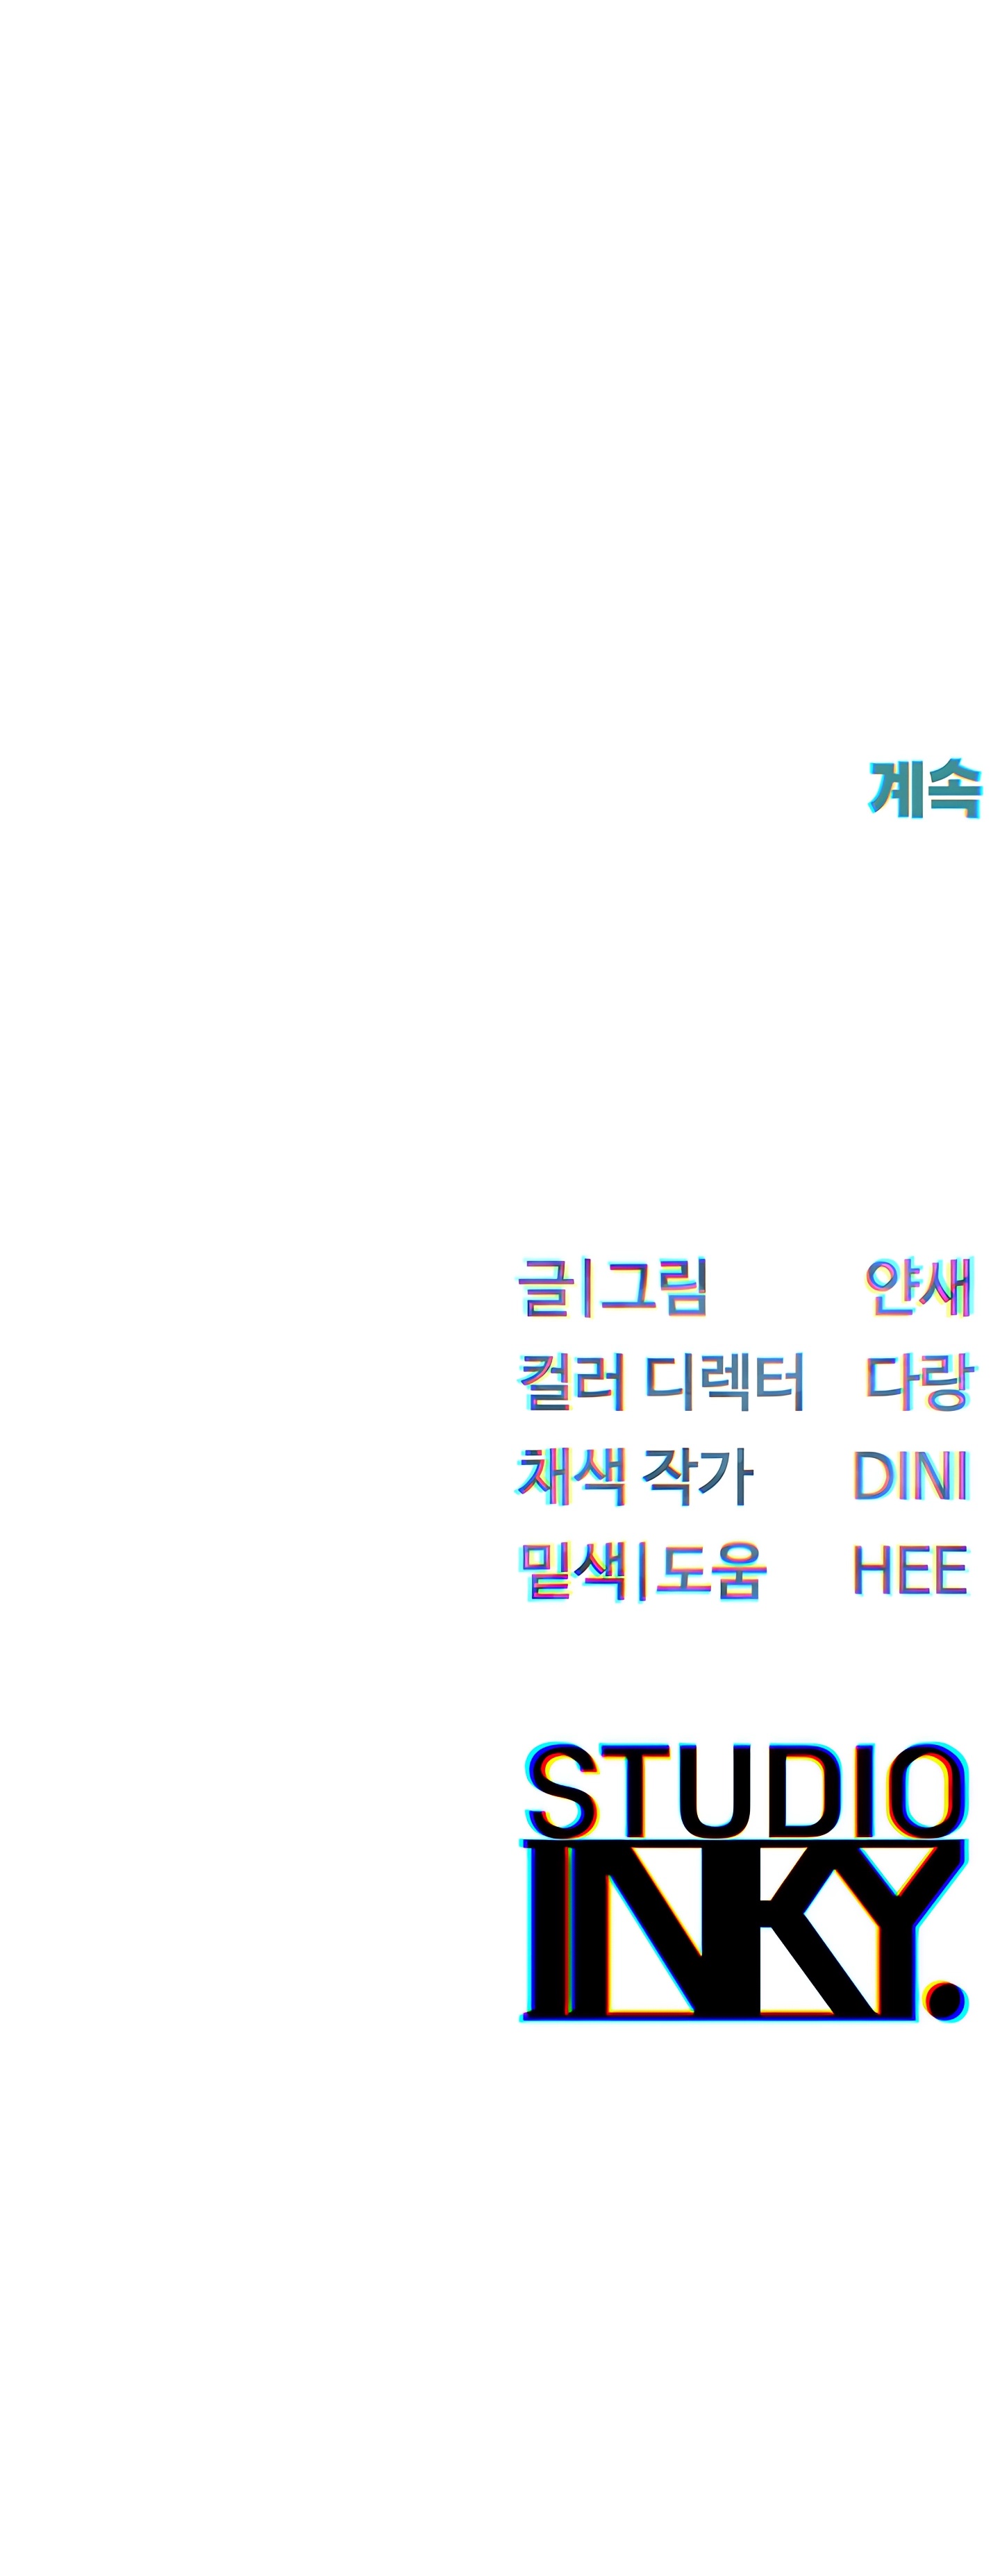 계속
글|그림 얀새
컬러 디렉터 다랑
채색 작가 DINI
밑색|도움 HEE
STUDIO
INKY.